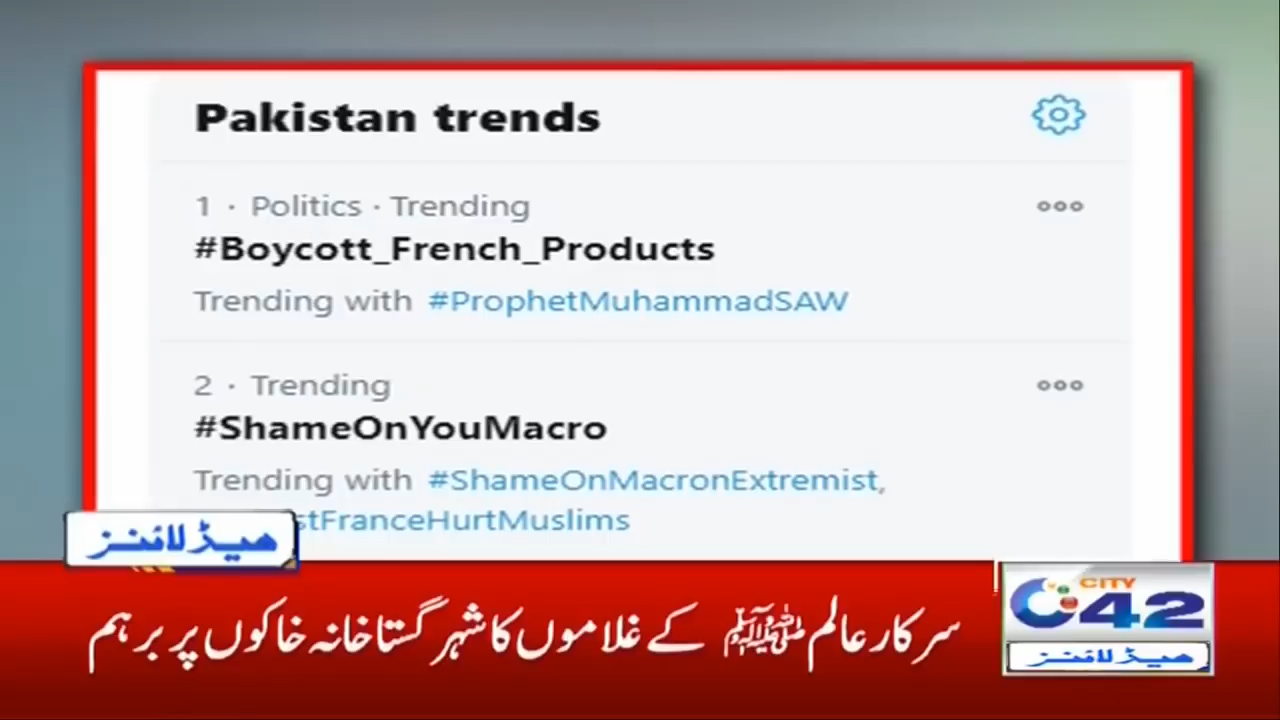 Pakistan trends
1 · Politics · Trending
#Boycott_French_Products
Trending with #ProphetMuhammadSAW
2 · Trending
#ShameOnYouMacro
Trending with #ShameOnMacronExtremist,
stFranceHurtMuslims
ہیڈلائنز
سرکار عالم ﷺ کے غلاموں کا شہر گستاخانہ خاکوں پر برہم
CITY
42
ہیڈلائنز